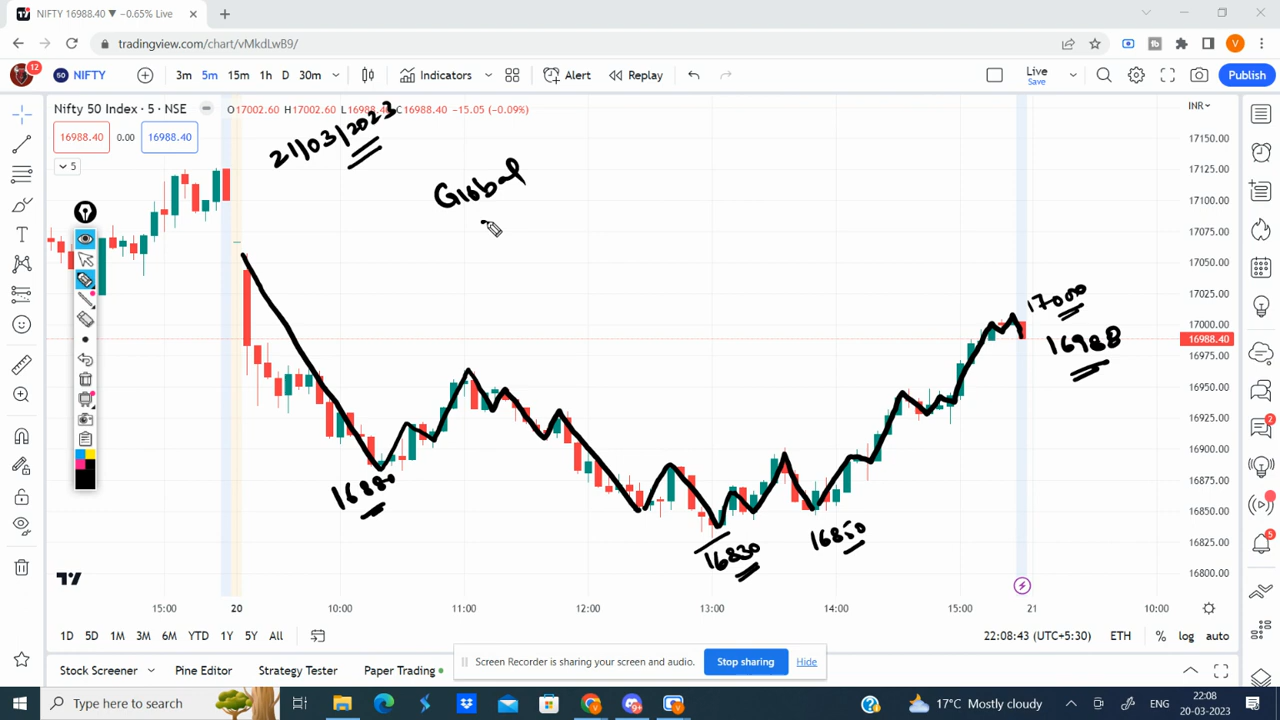 NIFTY 16988.40 ▼ −0.65% Live
tradingview.com/chart/vMkdLwB9/
12 50 NIFTY 3m 5m 15m 1h D 30m Indicators Alert Replay Live Save Publish
Nifty 50 Index · 5 · NSE O17002.60 H17002.60 L16988.40 C16988.40 −15.05 (−0.09%) INR
16988.40 0.00 16988.40
5
21/03/2023
Global
17150.00
17125.00
17100.00
17075.00
17050.00
17025.00
17000.00
16988.40
16975.00
16950.00
16925.00
16900.00
16875.00
16850.00
16825.00
16800.00
17000
16988
16880
16830
16850
2
5
15:00 20 10:00 11:00 12:00 13:00 14:00 15:00 21 10:00
1D 5D 1M 3M 6M YTD 1Y 5Y All 22:08:43 (UTC+5:30) ETH % log auto
Screen Recorder is sharing your screen and audio. Stop sharing Hide
Stock Screener Pine Editor Strategy Tester Paper Trading
Type here to search 17°C Mostly cloudy ENG 22:08
20-03-2023